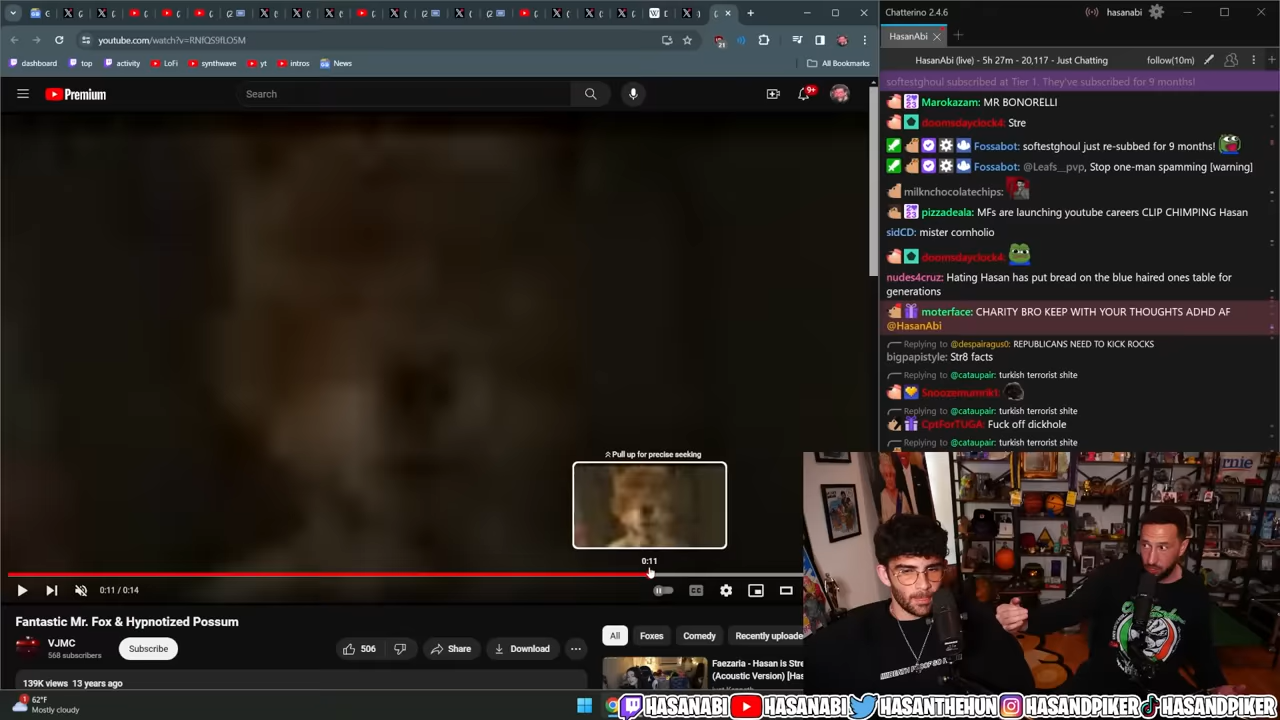 Chatterino 2.4.6
hasanabi
HasanAbi
youtube.com/watch?v=RNfQS9fLO5M
21
dashboard
top
activity
LoFi
synthwave
yt
intros
News
All Bookmarks
HasanAbi (live) - 5h 27m - 20,117 - Just Chatting
follow(10m)
Premium
Search
9+
softestghoul subscribed at Tier 1. They've subscribed for 9 months!
Marokazam: MR BONORELLI
doomsdayclock4: Stre
Fossabot: softestghoul just re-subbed for 9 months!
Fossabot: @Leafs__pvp, Stop one-man spamming [warning]
milknchocolatechips:
pizzadeala: MFs are launching youtube careers CLIP CHIMPING Hasan
sidCD: mister cornholio
doomsdayclock4:
nudes4cruz: Hating Hasan has put bread on the blue haired ones table for
generations
moterface: CHARITY BRO KEEP WITH YOUR THOUGHTS ADHD AF
@HasanAbi
Replying to @despairagus0: REPUBLICANS NEED TO KICK ROCKS
bigpapistyle: Str8 facts
Replying to @cataupair: turkish terrorist shite
Replying to @cataupair: turkish terrorist shite
CptForTUGA: Fuck off dickhole
Replying to @cataupair: turkish terrorist shite
Pull up for precise seeking
0:11
0:11 / 0:14
CC
Fantastic Mr. Fox & Hypnotized Possum
VJMC
568 subscribers
Subscribe
506
Share
Download
All
Foxes
Comedy
Recently uploade
Faezaria - Hasan is Stre
(Acoustic Version) [Has
139K views 13 years ago
62°F
Mostly cloudy
HASANABI
HASANABI
HASANTHEHUN
HASANDPIKER
HASANDPIKER